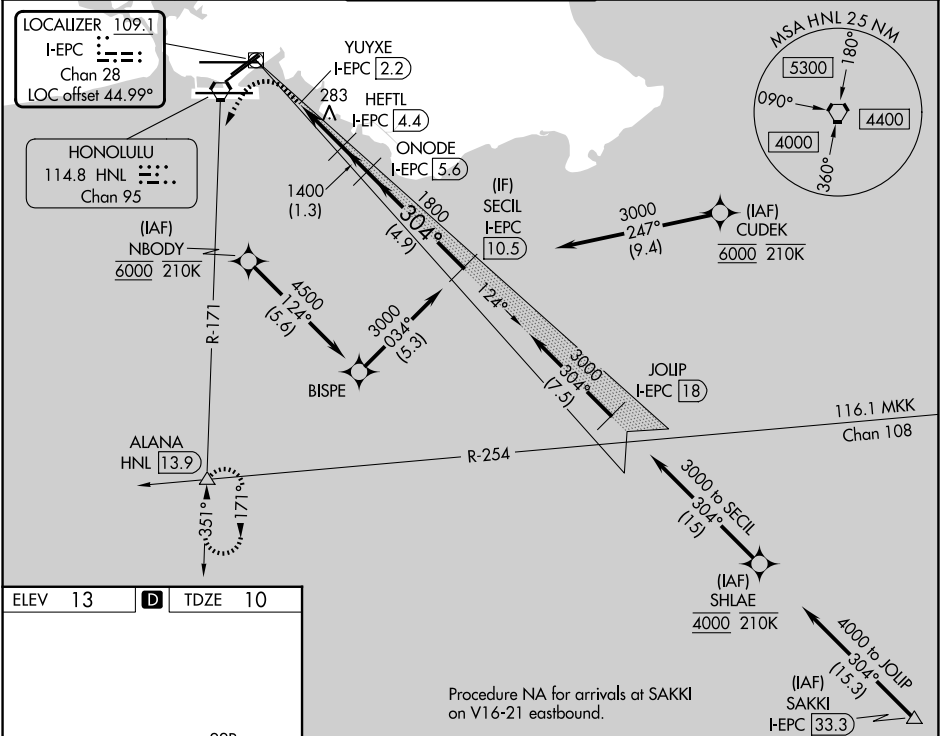 LOCALIZER 109.1
I-EPC
Chan 28
LOC offset 44.99°
HONOLULU
114.8 HNL
Chan 95
YUYXE
I-EPC 2.2
283
HEFTL
I-EPC 4.4
ONODE
I-EPC 5.6
(IF)
SECIL
I-EPC
10.5
MSA HNL 25 NM
5300
180°
090°
4400
4000
360°
1400
(1.3)
1800
304°
(4.9)
3000
247°
(9.4)
(IAF)
CUDEK
6000 210K
(IAF)
NBODY
6000 210K
4500
124°
(5.6)
3000
034°
(5.3)
BISPE
R-171
124°
3000
304°
(7.5)
JOLIP
I-EPC 18
116.1 MKK
Chan 108
R-254
ALANA
HNL 13.9
351°
171°
3000 to SECIL
304°
(15)
(IAF)
SHLAE
4000 210K
4000 to JOLIP
304°
(15.3)
(IAF)
SAKKI
I-EPC 33.3
Procedure NA for arrivals at SAKKI
on V16-21 eastbound.
ELEV 13 D TDZE 10